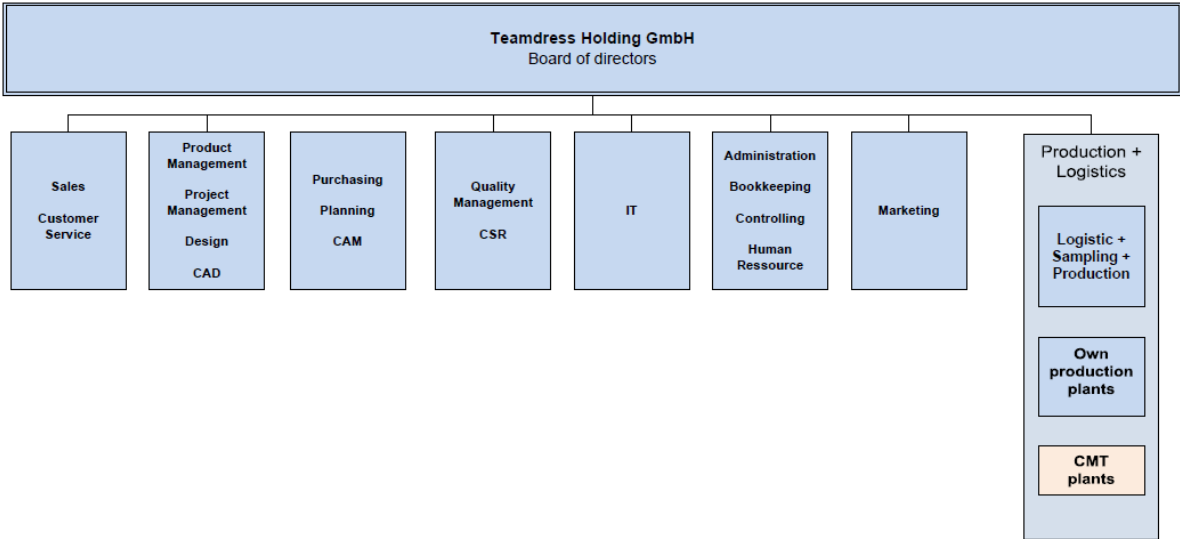 Teamdress Holding GmbH
Board of directors
Sales
Customer
Service
Product
Management
Project
Management
Design
CAD
Purchasing
Planning
CAM
Quality
Management
CSR
IT
Administration
Bookkeeping
Controlling
Human
Ressource
Marketing
Production +
Logistics
Logistic +
Sampling +
Production
Own
production
plants
CMT
plants